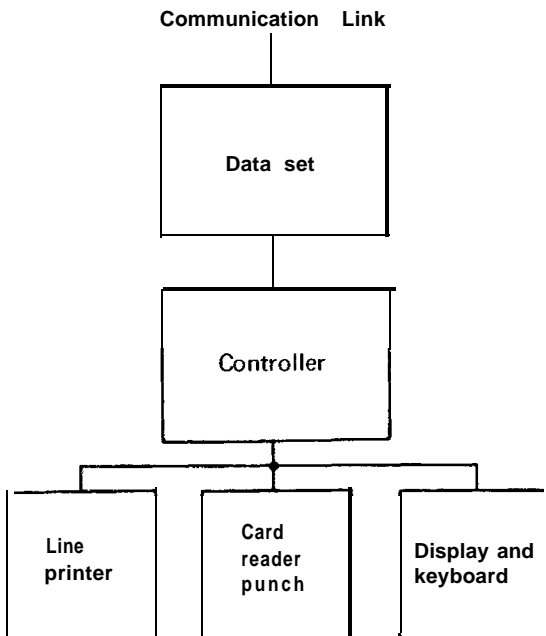 Communication Link
Data set
Controller
Line
printer
Card
reader
punch
Display and
keyboard